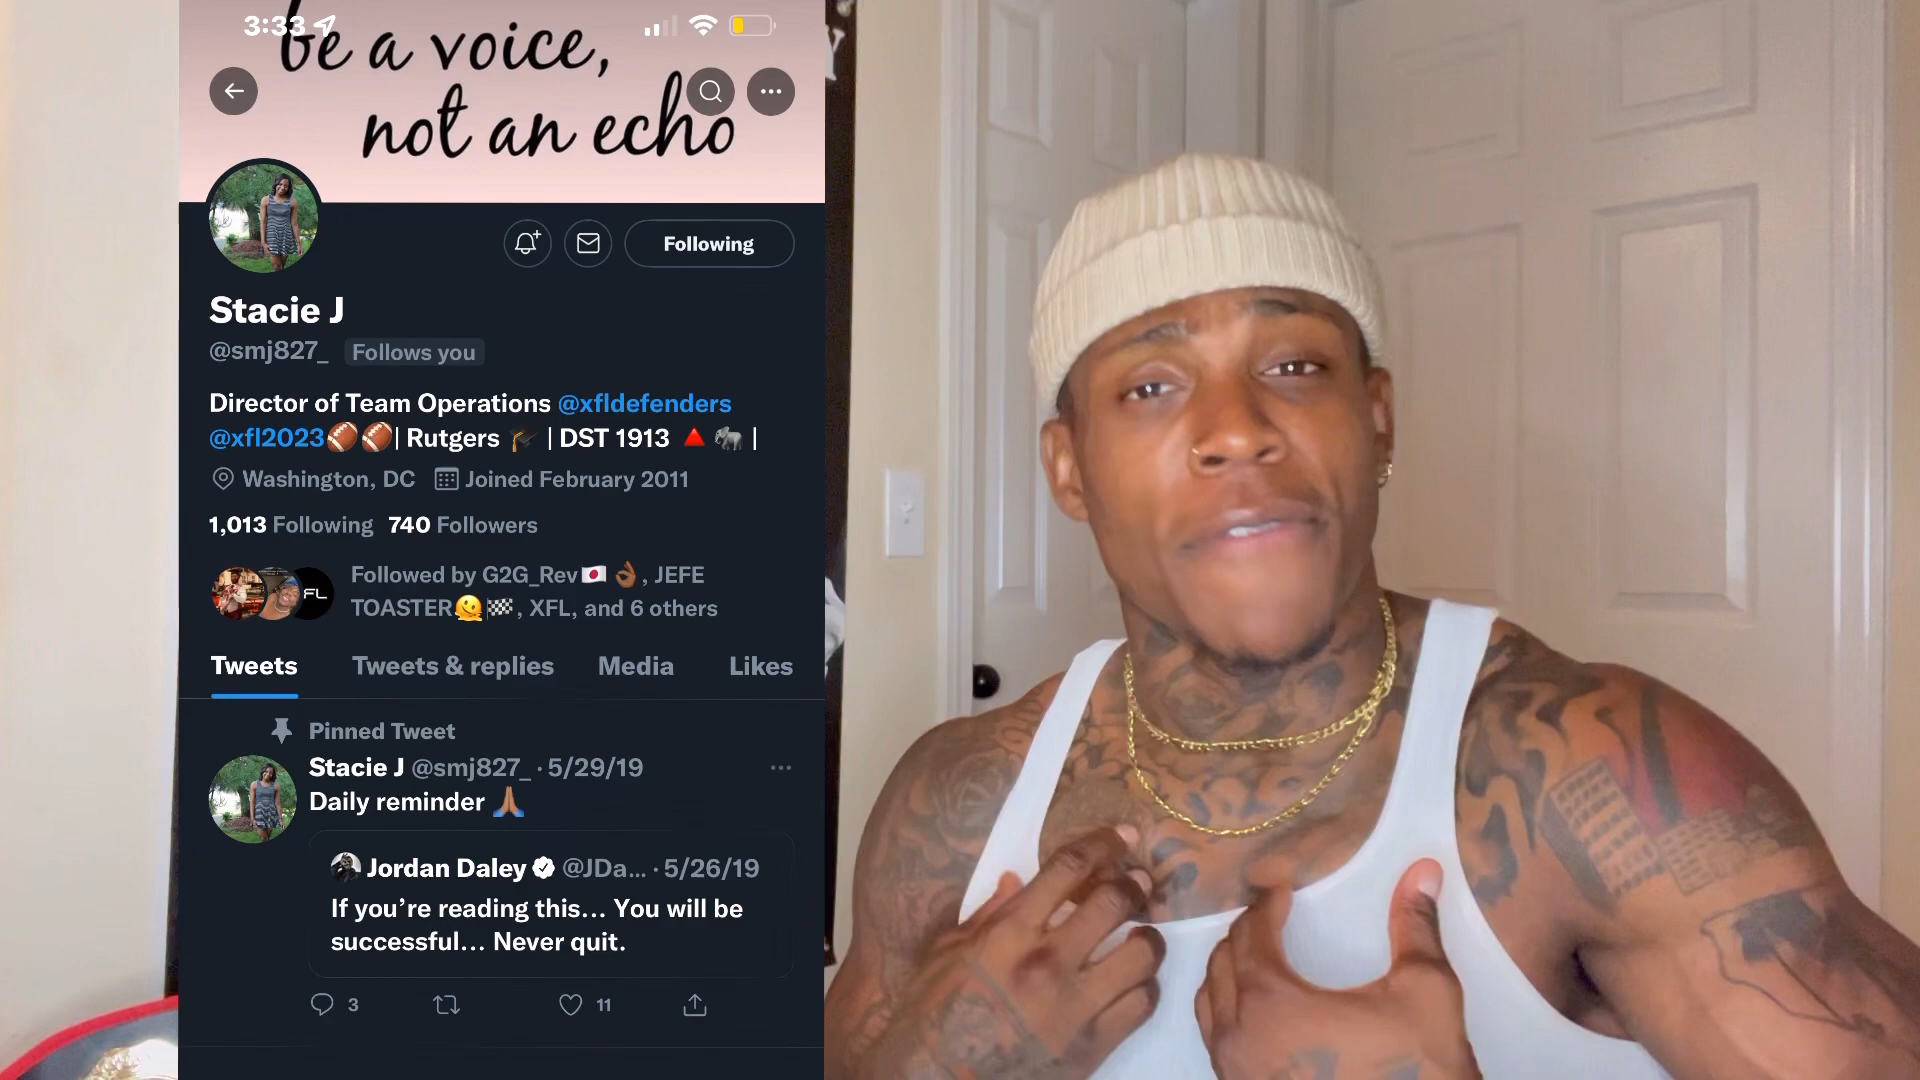 3:33
be a voice,
not an echo
Following
Stacie J
@smj827_ Follows you
Director of Team Operations @xfldefenders
@xfl2023🏈🏈| Rutgers 🎓 | DST 1913 🔺🐘 |
Washington, DC Joined February 2011
1,013 Following 740 Followers
FL
Followed by G2G_Rev🇯🇵👌🏾, JEFE
TOASTER🫠🏁, XFL, and 6 others
Tweets Tweets & replies Media Likes
Pinned Tweet
Stacie J @smj827_ · 5/29/19
Daily reminder 🙏🏾
Jordan Daley @JDa... · 5/26/19
If you’re reading this... You will be
successful... Never quit.
3 11